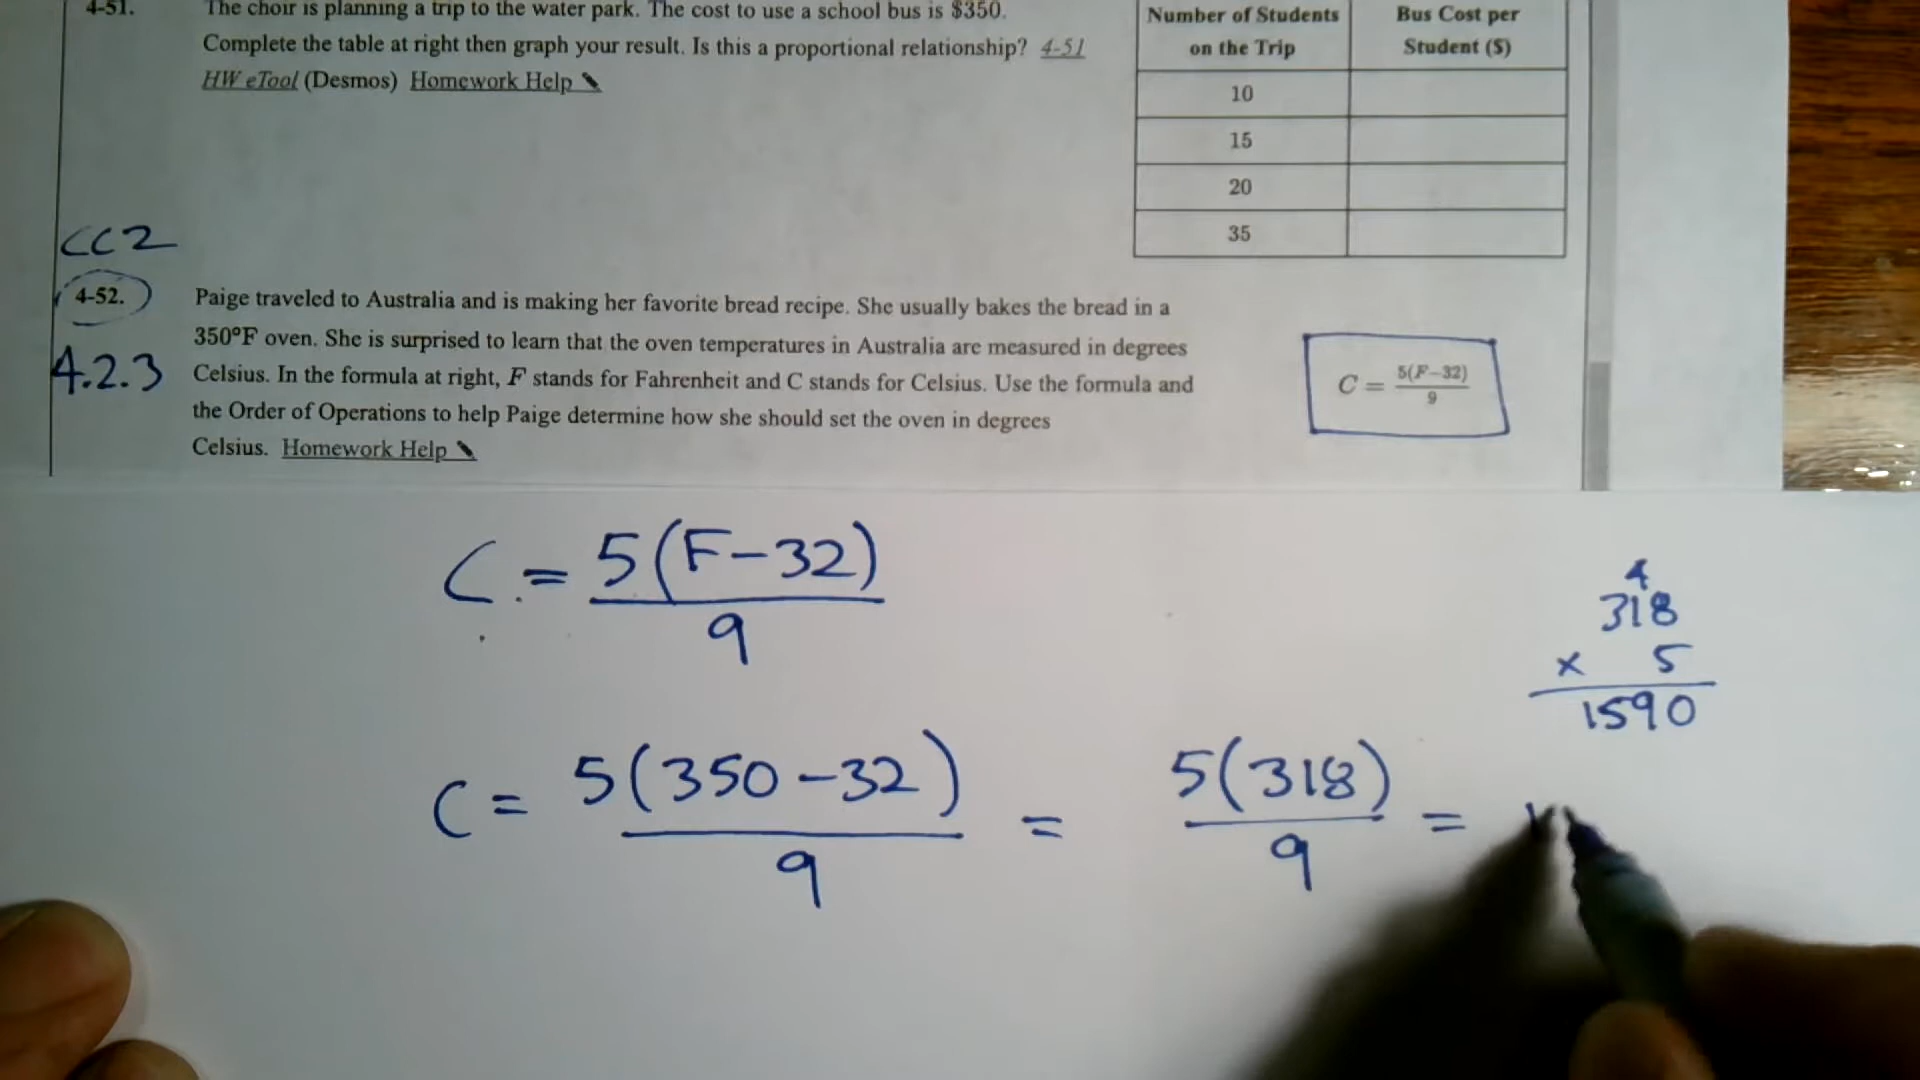 4-51. The choir is planning a trip to the water park. The cost to use a school bus is $350.
Complete the table at right then graph your result. Is this a proportional relationship? 4-51
HW eTool (Desmos) Homework Help ✎
Number of Students on the Trip | Bus Cost per Student ($)
10
15
20
35
CC2
4-52. Paige traveled to Australia and is making her favorite bread recipe. She usually bakes the bread in a
350°F oven. She is surprised to learn that the oven temperatures in Australia are measured in degrees
4.2.3
Celsius. In the formula at right, F stands for Fahrenheit and C stands for Celsius. Use the formula and
the Order of Operations to help Paige determine how she should set the oven in degrees
Celsius. Homework Help ✎
C = 5(F−32)/9
C = 5(F-32)/9
4
318
x 5
1590
C = 5(350-32)/9 = 5(318)/9 =